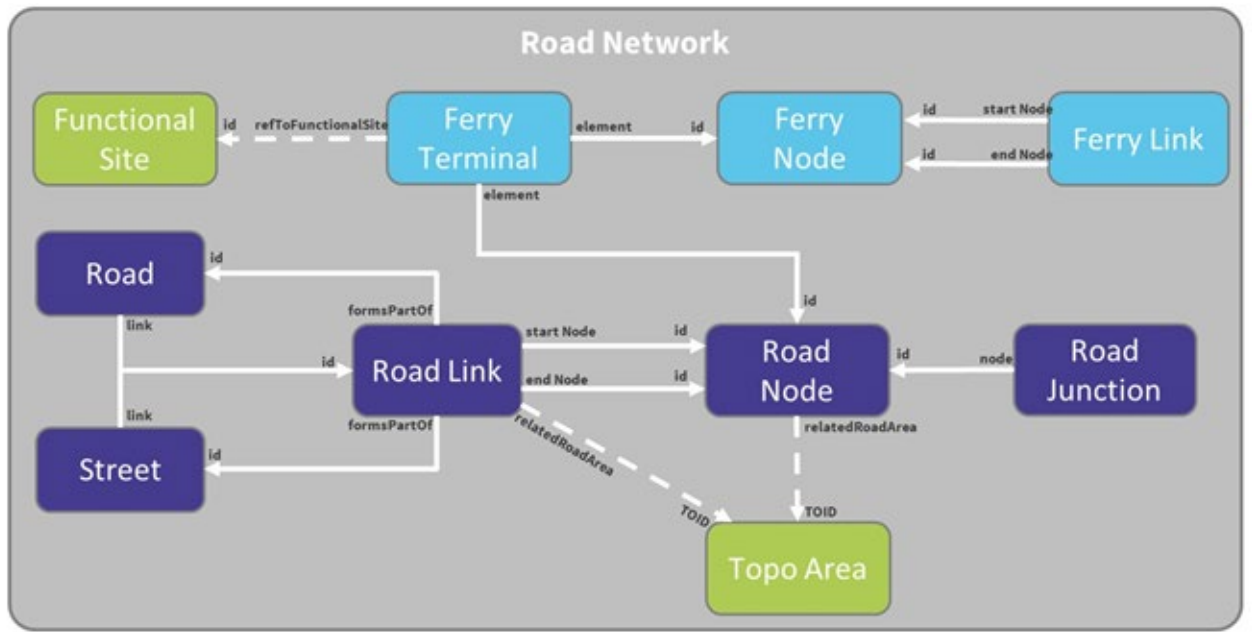 Road Network
Functional
Site
id
refToFunctionalSite
Ferry
Terminal
element
id
Ferry
Node
id
start Node
id
end Node
Ferry Link
element
Road
id
link
formsPartOf
id
Road Link
start Node
id
end Node
id
id
Road
Node
id
node
Road
Junction
link
formsPartOf
Street
id
relatedRoadArea
TOID
relatedRoadArea
TOID
Topo Area